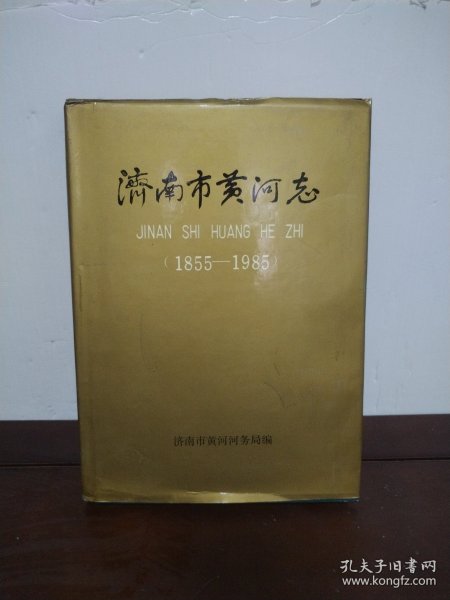 濟南市黄河志
JINAN SHI HUANG HE ZHI
(1855—1985)
济南市黄河河务局编
孔夫子旧书网
www.kongfz.com